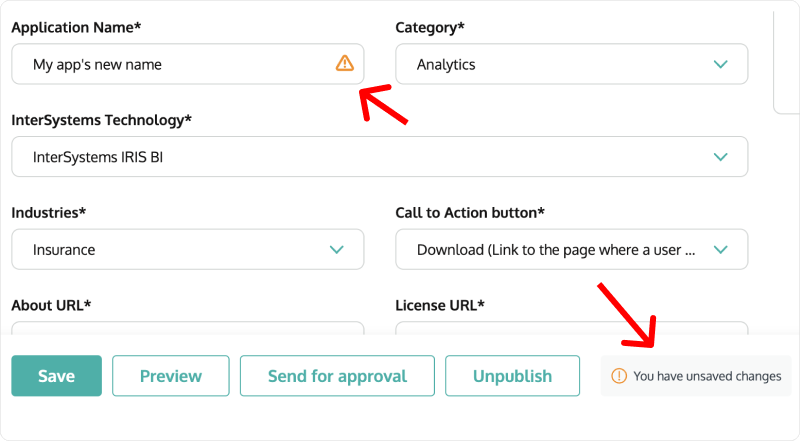 Application Name* Category*
My app's new name Analytics
InterSystems Technology*
InterSystems IRIS BI
Industries* Call to Action button*
Insurance Download (Link to the page where a user ...
About URL* License URL*
Save Preview Send for approval Unpublish You have unsaved changes